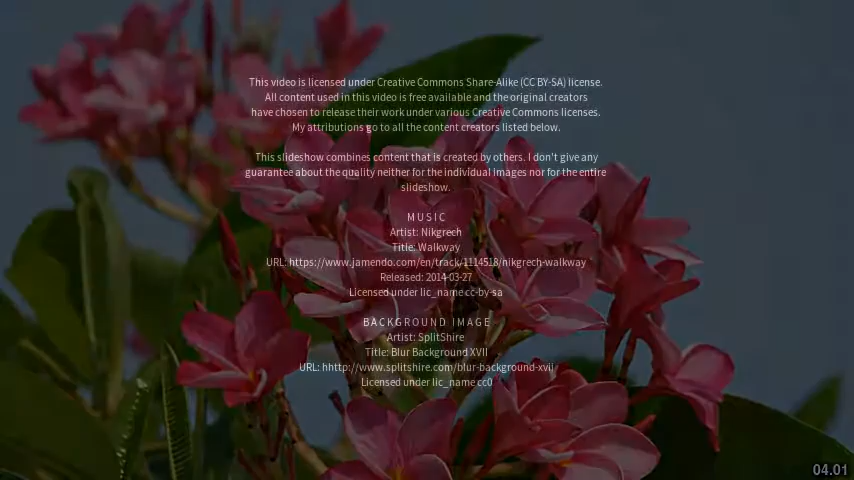 This video is licensed under Creative Commons Share-Alike (CC BY-SA) license.
All content used in this video is free available and the original creators
have chosen to release their work under various Creative Commons licenses.
My attributions go to all the content creators listed below.
This slideshow combines content that is created by others. I don't give any
guarantee about the quality neither for the individual Images nor for the entire
slideshow.
MUSIC
Artist: Nikgrech
Title: Walkway
URL: https://www.jamendo.com/en/track/1114518/nikgrech-walkway
Released: 2014-03-27
Licensed under lic_name cc-by-sa
BACKGROUND IMAGE
Artist: SplitShire
Title: Blur Background XVII
URL: hhttp://www.splitshire.com/blur-background-xvii
Licensed under lic_name cc0
04.01